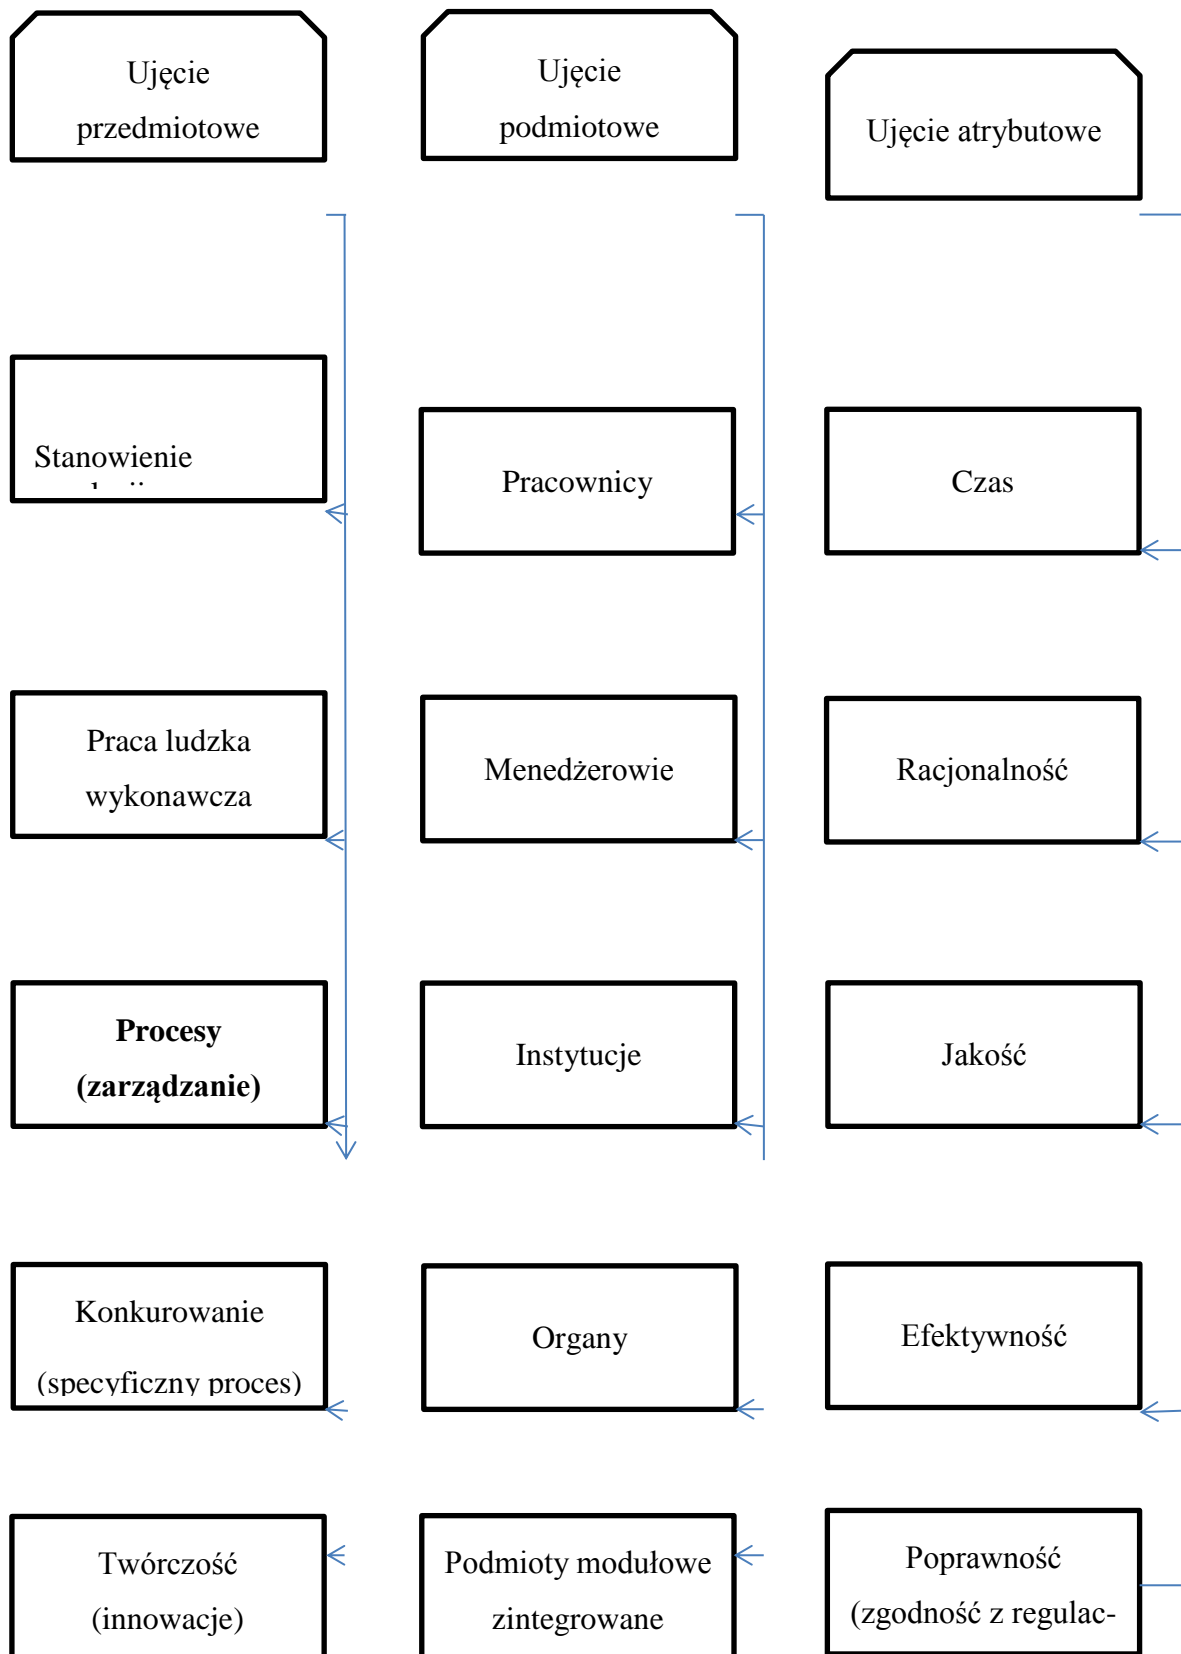 Ujęcie
przedmiotowe
Ujęcie
podmiotowe
Ujęcie atrybutowe
Stanowienie
Pracownicy
Czas
Praca ludzka
wykonawcza
Menedżerowie
Racjonalność
Procesy
(zarządzanie)
Instytucje
Jakość
Konkurowanie
(specyficzny proces)
Organy
Efektywność
Twórczość
(innowacje)
Podmioty modułowe
zintegrowane
Poprawność
(zgodność z regulac-